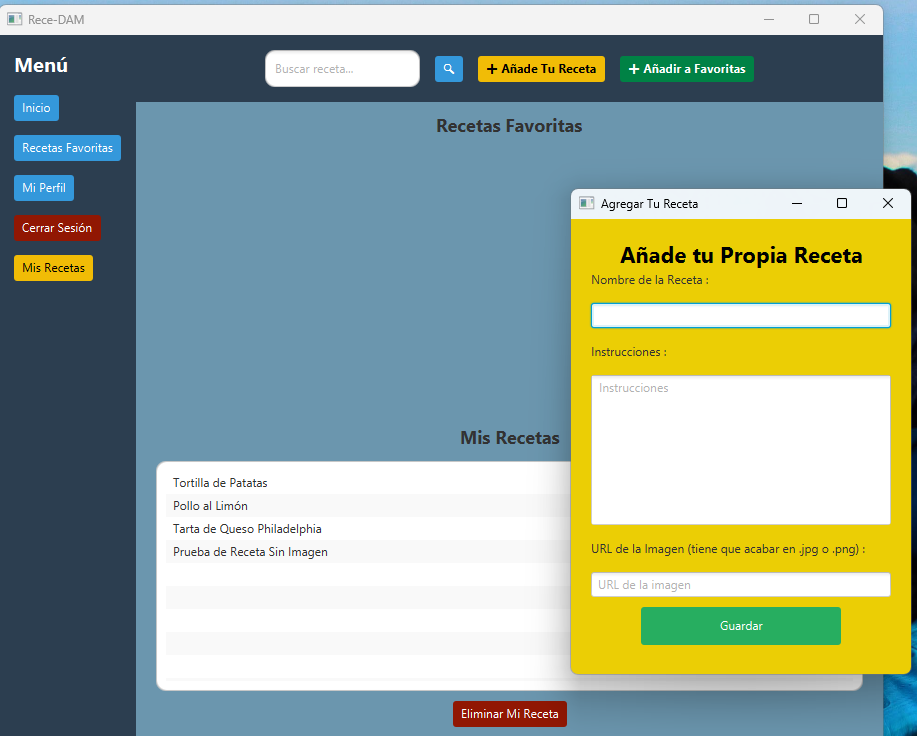 Rece-DAM
Menú
Buscar receta...
+ Añade Tu Receta
+ Añadir a Favoritas
Inicio
Recetas Favoritas
Mi Perfil
Cerrar Sesión
Mis Recetas
Recetas Favoritas
Mis Recetas
Tortilla de Patatas
Pollo al Limón
Tarta de Queso Philadelphia
Prueba de Receta Sin Imagen
Eliminar Mi Receta
Agregar Tu Receta
Añade tu Propia Receta
Nombre de la Receta :
Instrucciones :
Instrucciones
URL de la Imagen (tiene que acabar en .jpg o .png) :
URL de la imagen
Guardar